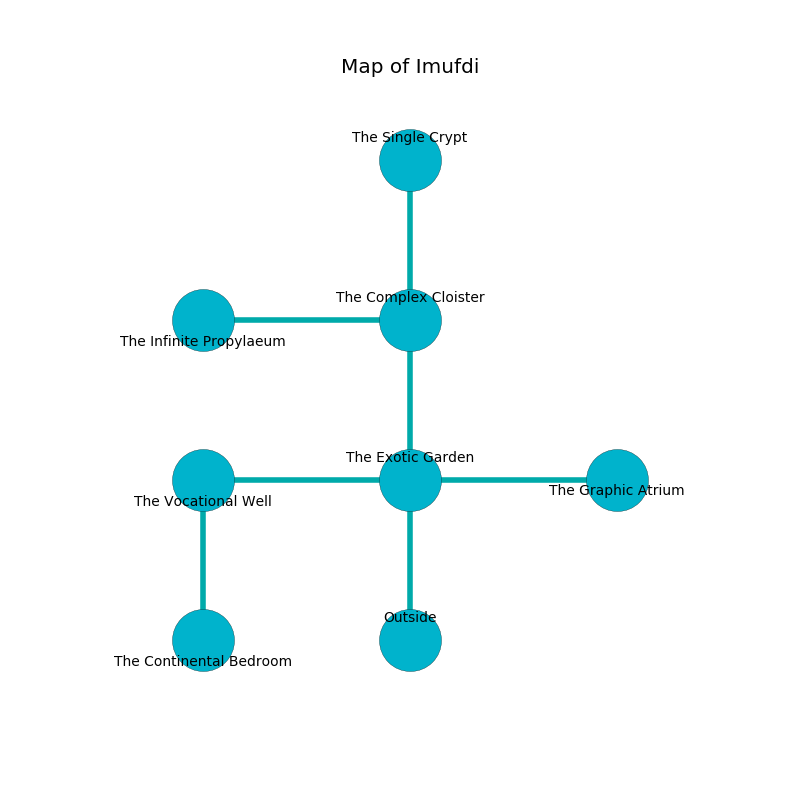 Map of Imufdi
The Single Crypt
The Complex Cloister
The Infinite Propylaeum
The Exotic Garden
The Graphic Atrium
The Vocational Well
Outside
The Continental Bedroom